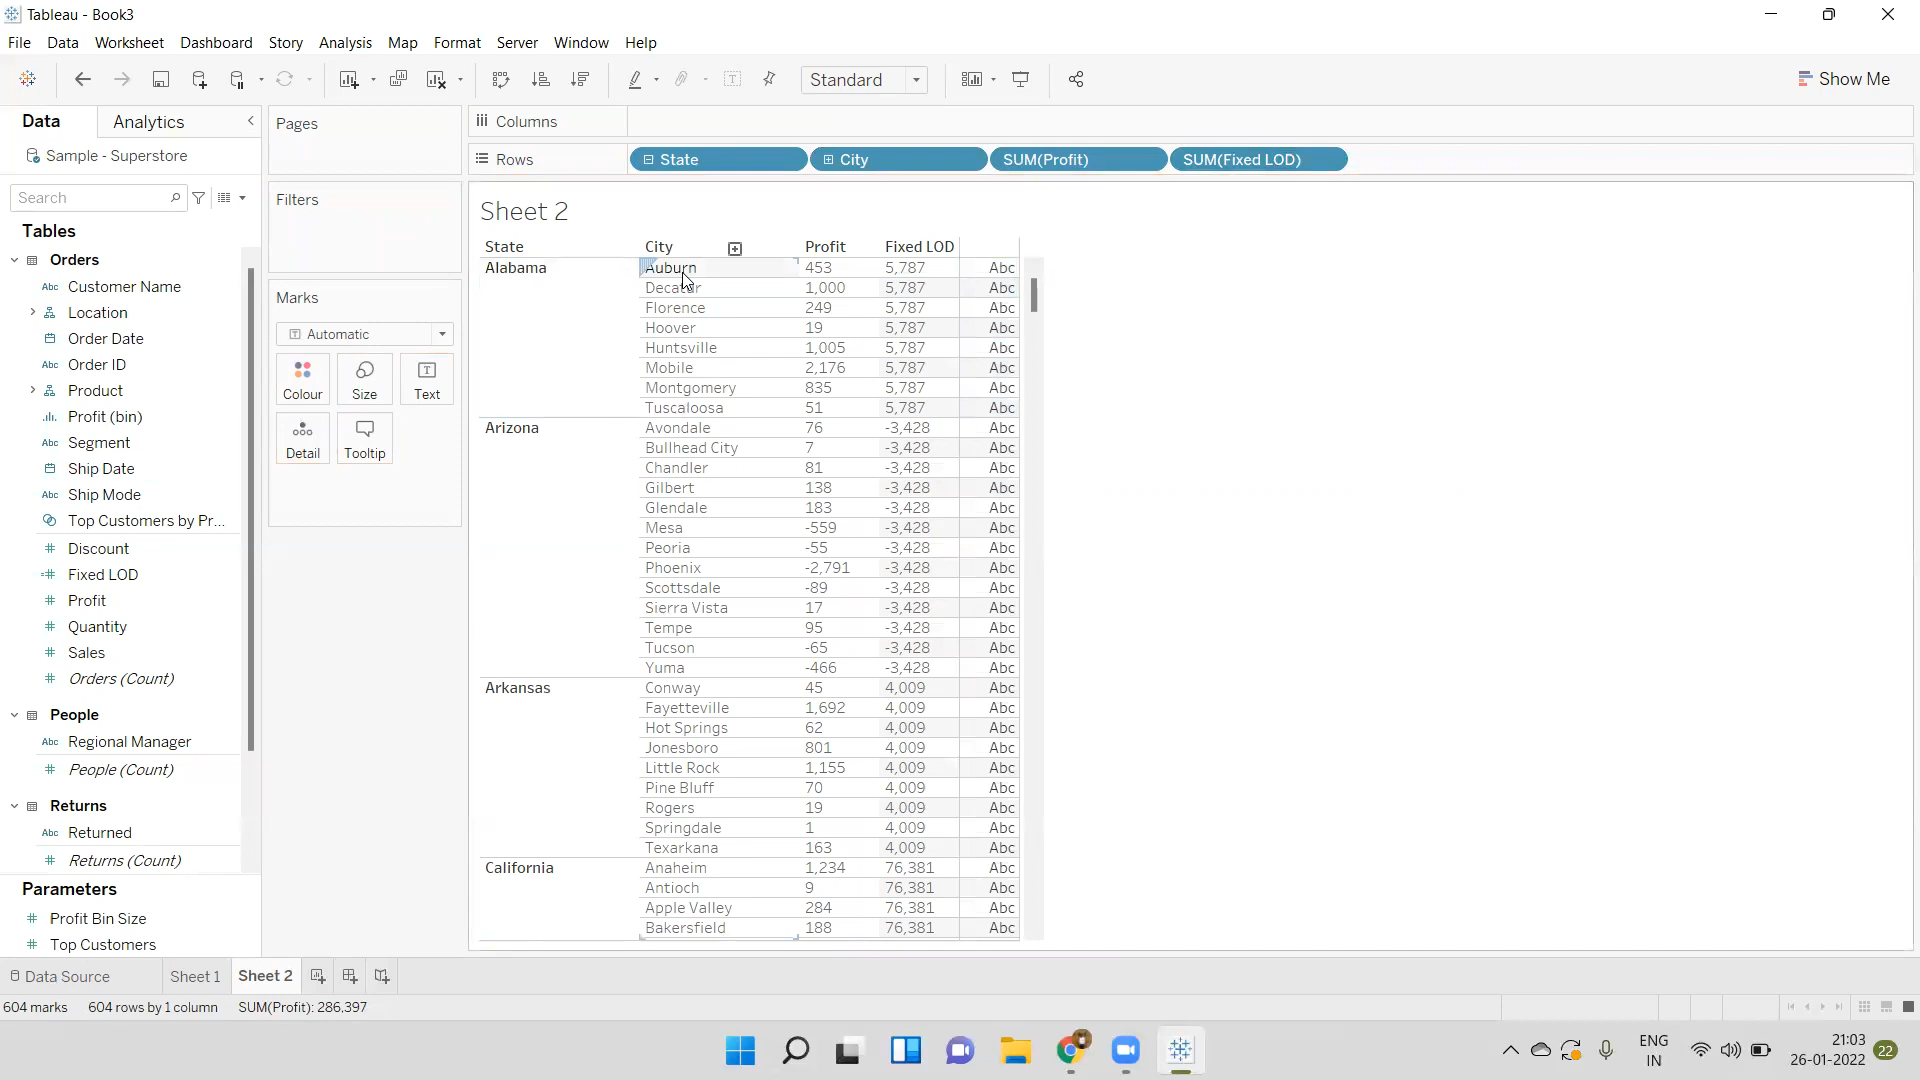 Tableau - Book3
File Data Worksheet Dashboard Story Analysis Map Format Server Window Help
Standard
Show Me
Data Analytics
Sample - Superstore
Search
Tables
Orders
Abc Customer Name
Location
Order Date
Abc Order ID
Product
Profit (bin)
Abc Segment
Ship Date
Abc Ship Mode
Top Customers by Pr...
Discount
Fixed LOD
Profit
Quantity
Sales
Orders (Count)
People
Abc Regional Manager
People (Count)
Returns
Abc Returned
Returns (Count)
Parameters
Profit Bin Size
Top Customers
Pages
Filters
Marks
Automatic
Colour Size Text
Detail Tooltip
Columns
Rows State City SUM(Profit) SUM(Fixed LOD)
Sheet 2
State City Profit Fixed LOD
Alabama Auburn 453 5,787 Abc
Decatur 1,000 5,787 Abc
Florence 249 5,787 Abc
Hoover 19 5,787 Abc
Huntsville 1,005 5,787 Abc
Mobile 2,176 5,787 Abc
Montgomery 835 5,787 Abc
Tuscaloosa 51 5,787 Abc
Arizona Avondale 76 -3,428 Abc
Bullhead City 7 -3,428 Abc
Chandler 81 -3,428 Abc
Gilbert 138 -3,428 Abc
Glendale 183 -3,428 Abc
Mesa -559 -3,428 Abc
Peoria -55 -3,428 Abc
Phoenix -2,791 -3,428 Abc
Scottsdale -89 -3,428 Abc
Sierra Vista 17 -3,428 Abc
Tempe 95 -3,428 Abc
Tucson -65 -3,428 Abc
Yuma -466 -3,428 Abc
Arkansas Conway 45 4,009 Abc
Fayetteville 1,692 4,009 Abc
Hot Springs 62 4,009 Abc
Jonesboro 801 4,009 Abc
Little Rock 1,155 4,009 Abc
Pine Bluff 70 4,009 Abc
Rogers 19 4,009 Abc
Springdale 1 4,009 Abc
Texarkana 163 4,009 Abc
California Anaheim 1,234 76,381 Abc
Antioch 9 76,381 Abc
Apple Valley 284 76,381 Abc
Bakersfield 188 76,381 Abc
Data Source Sheet 1 Sheet 2
604 marks 604 rows by 1 column SUM(Profit): 286,397
ENG
IN
21:03
26-01-2022
22